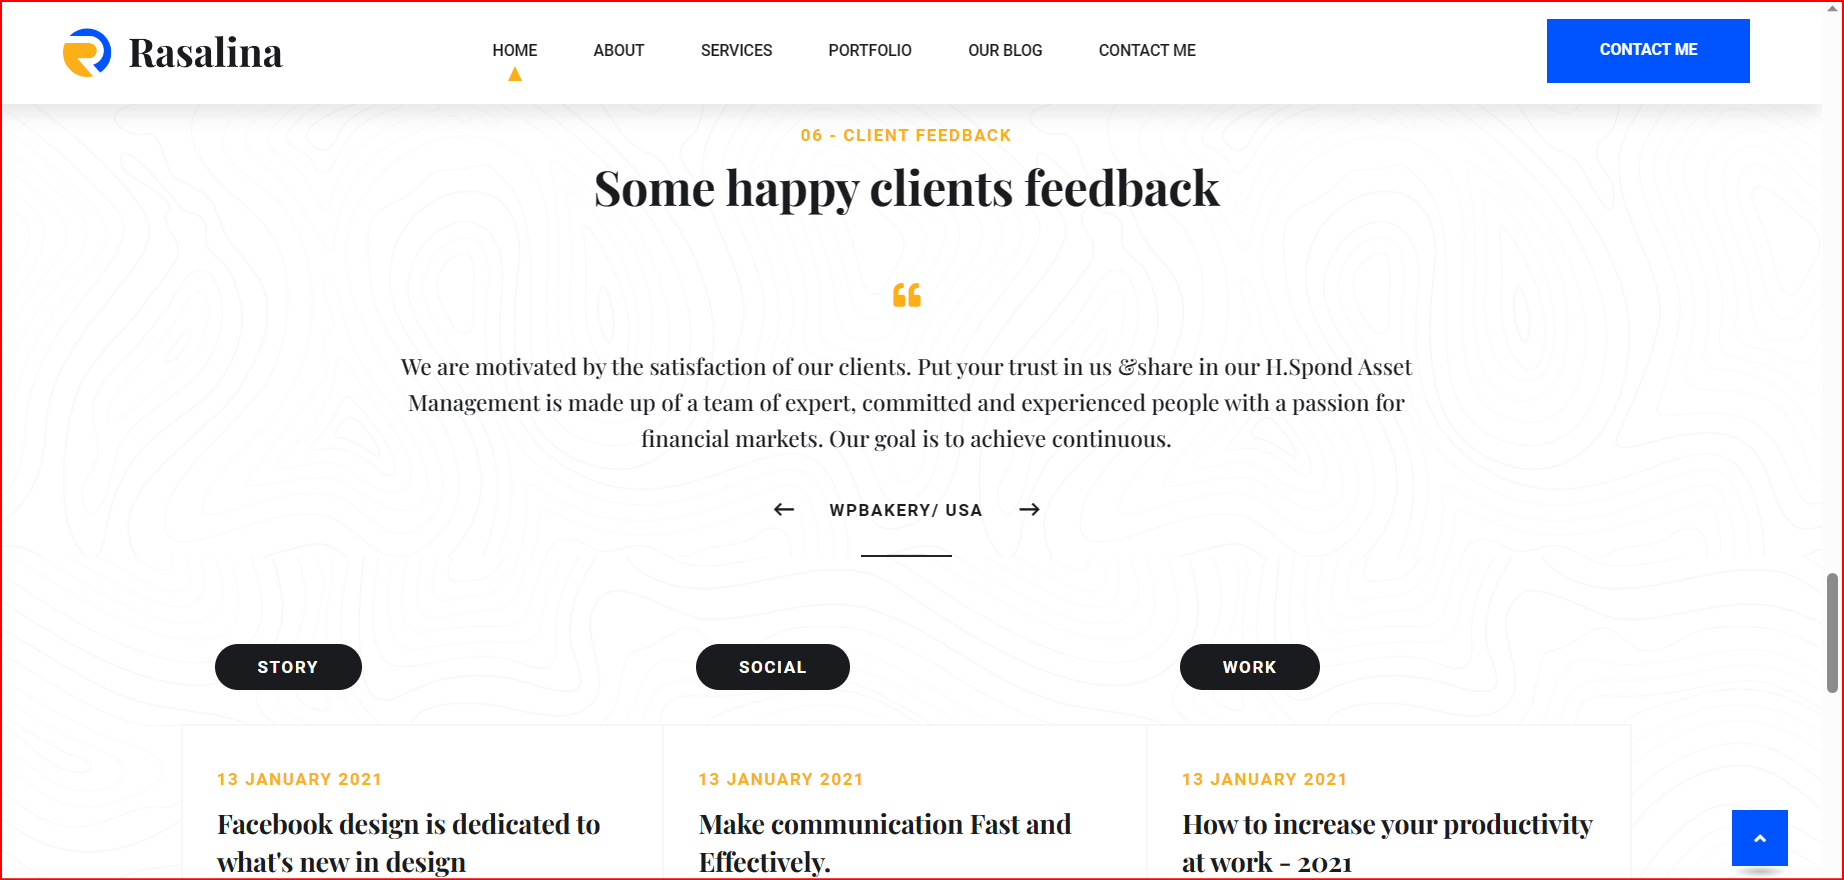 Rasalina
HOME ABOUT SERVICES PORTFOLIO OUR BLOG CONTACT ME
CONTACT ME
06 - CLIENT FEEDBACK
Some happy clients feedback
We are motivated by the satisfaction of our clients. Put your trust in us &share in our H.Spond Asset
Management is made up of a team of expert, committed and experienced people with a passion for
financial markets. Our goal is to achieve continuous.
WPBAKERY/ USA
STORY
SOCIAL
WORK
13 JANUARY 2021
Facebook design is dedicated to
what's new in design
13 JANUARY 2021
Make communication Fast and
Effectively.
13 JANUARY 2021
How to increase your productivity
at work - 2021